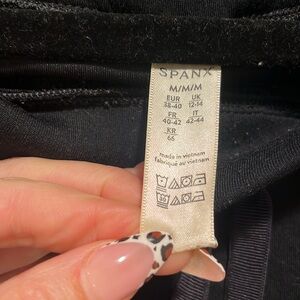 SPANX
M/M/M
EUR UK
38-40 12-14
FR IT
40-42 42-44
KR
66
made in vietnam
fabriqué au vietnam